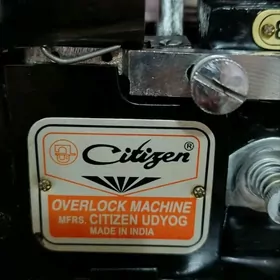 Citizen ®
OVERLOCK MACHINE
MFRS. CITIZEN UDYOG
MADE IN INDIA